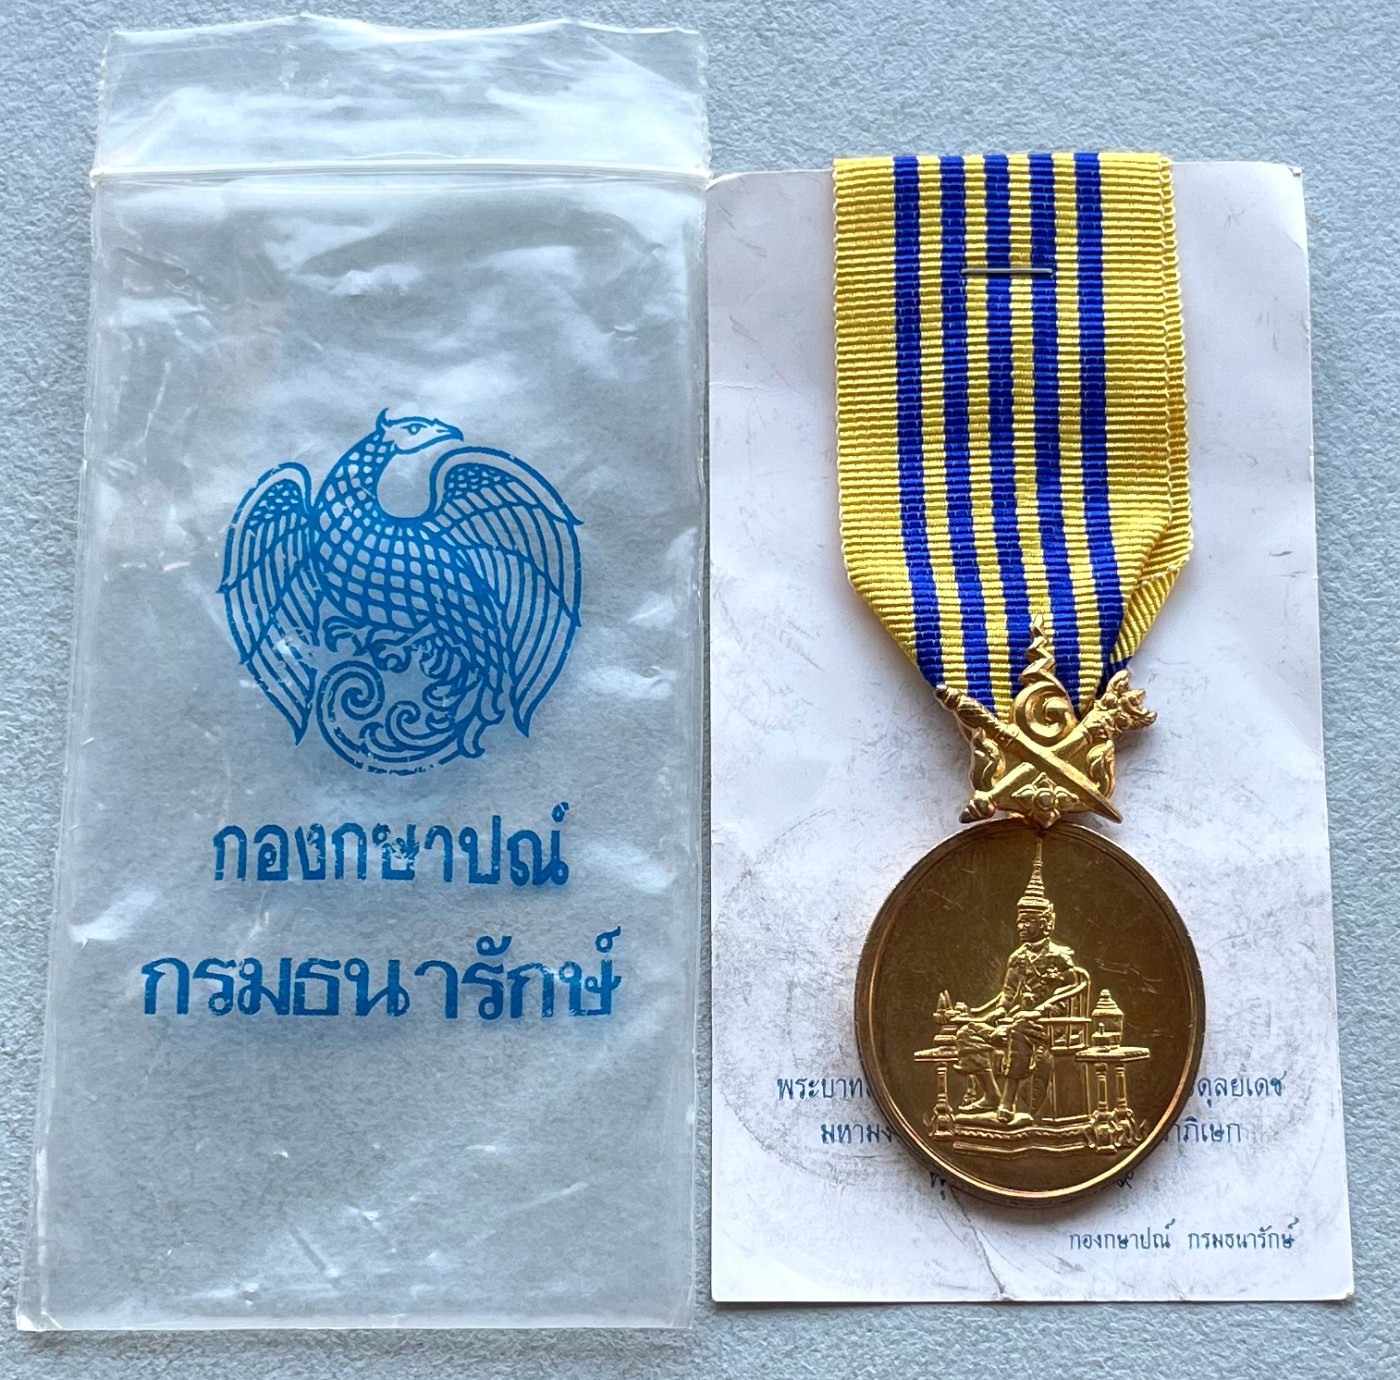 กองกษาปณ์
กรมธนารักษ์
พระบาท ดุลยเดช
มหามง าภิเษก
พุ
กองกษาปณ์ กรมธนารักษ์